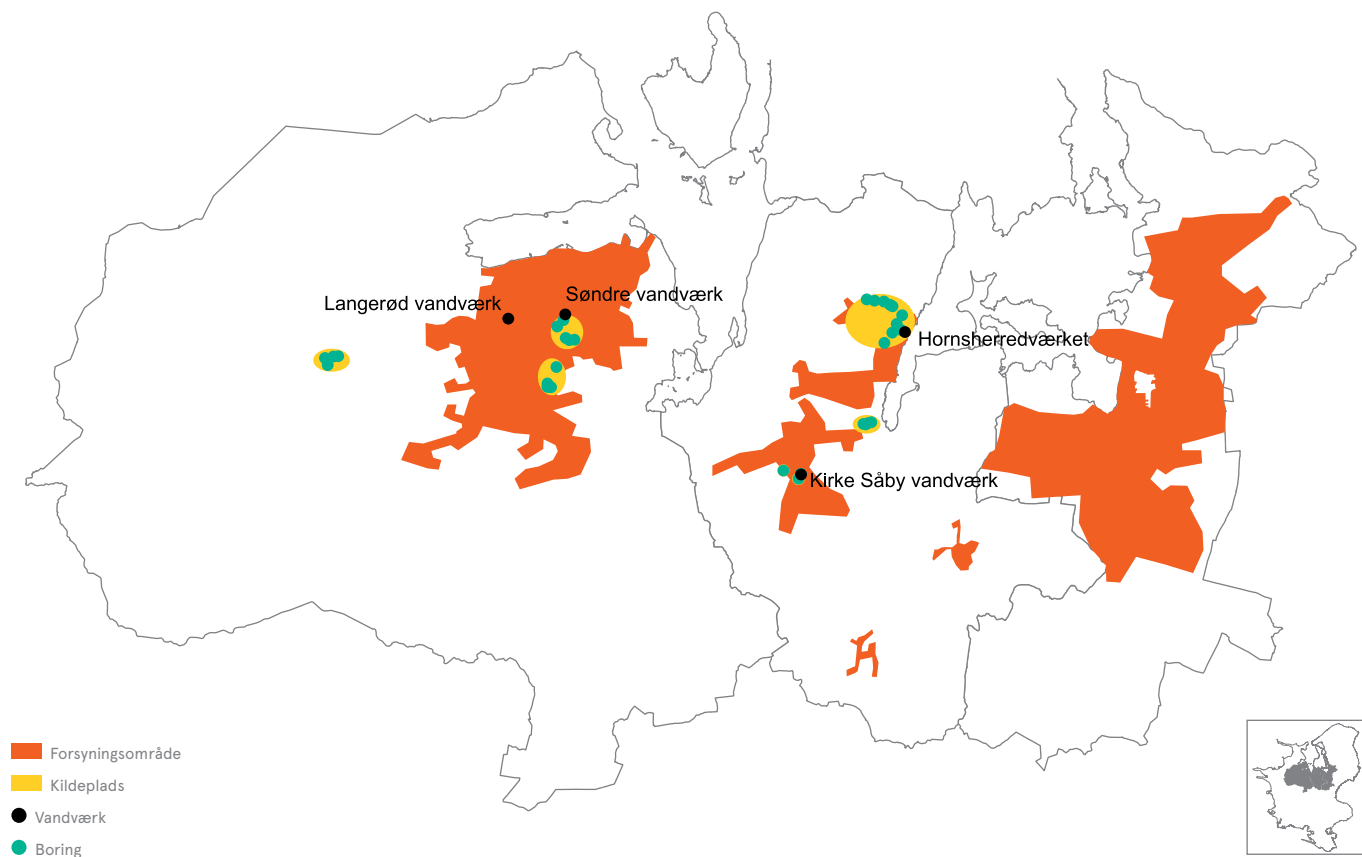 Søndre vandværk
Langerød vandværk
Hornsherredværket
Kirke Såby vandværk
Forsyningsområde
Kildeplads
Vandværk
Boring